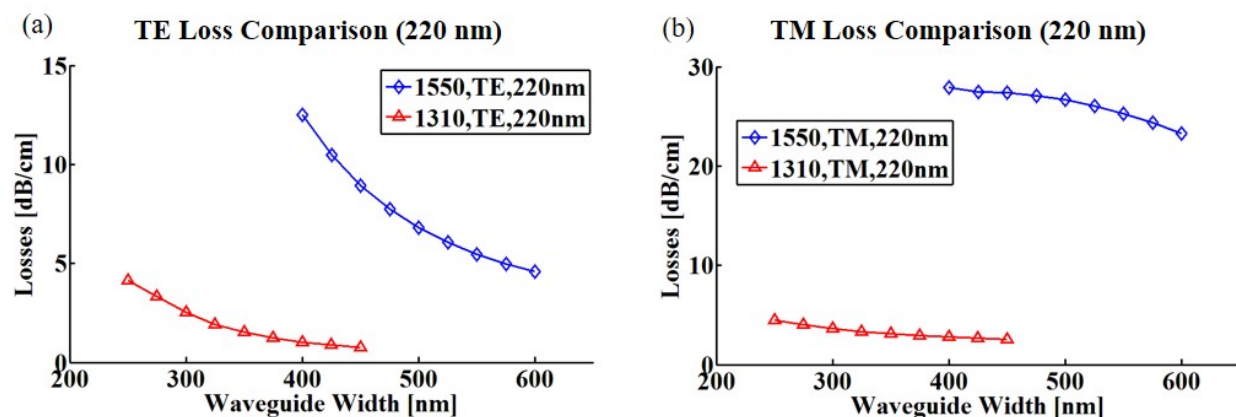 (a)
TE Loss Comparison (220 nm)
15
10
5
0
Losses [dB/cm]
1550,TE,220nm
1310,TE,220nm
200 300 400 500 600
Waveguide Width [nm]
(b)
TM Loss Comparison (220 nm)
30
20
10
0
Losses [dB/cm]
1550,TM,220nm
1310,TM,220nm
200 300 400 500 600
Waveguide Width [nm]